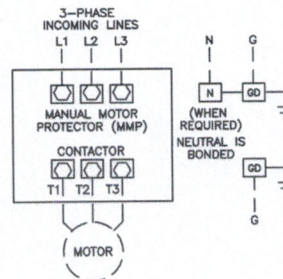 3-PHASE
INCOMING LINES
L1 L2 L3
N G
MANUAL MOTOR
PROTECTOR (MMP)
N GD
(WHEN
REQUIRED)
NEUTRAL IS
BONDED
CONTACTOR
GD
T1 T2 T3
G
MOTOR